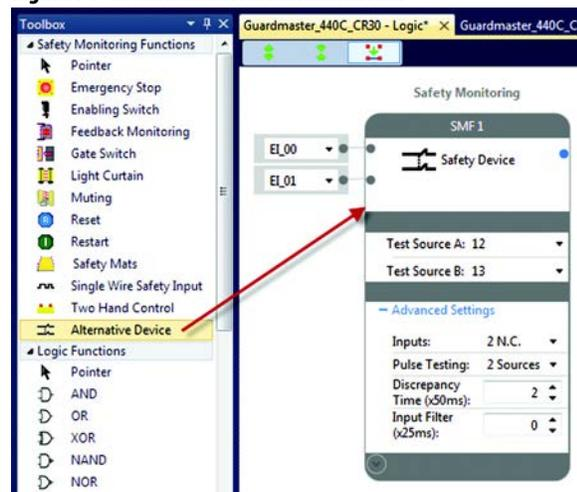 Toolbox
Safety Monitoring Functions
Pointer
Emergency Stop
Enabling Switch
Feedback Monitoring
Gate Switch
Light Curtain
Muting
Reset
Restart
Safety Mats
Single Wire Safety Input
Two Hand Control
Alternative Device
Logic Functions
Pointer
AND
OR
XOR
NAND
NOR
Guardmaster_440C_CR30 - Logic* Guardmaster_440C_C
Safety Monitoring
SMF 1
EI_00
EI_01
Safety Device
Test Source A: 12
Test Source B: 13
Advanced Settings
Inputs: 2 N.C.
Pulse Testing: 2 Sources
Discrepancy
Time (x50ms): 2
Input Filter
(x25ms): 0